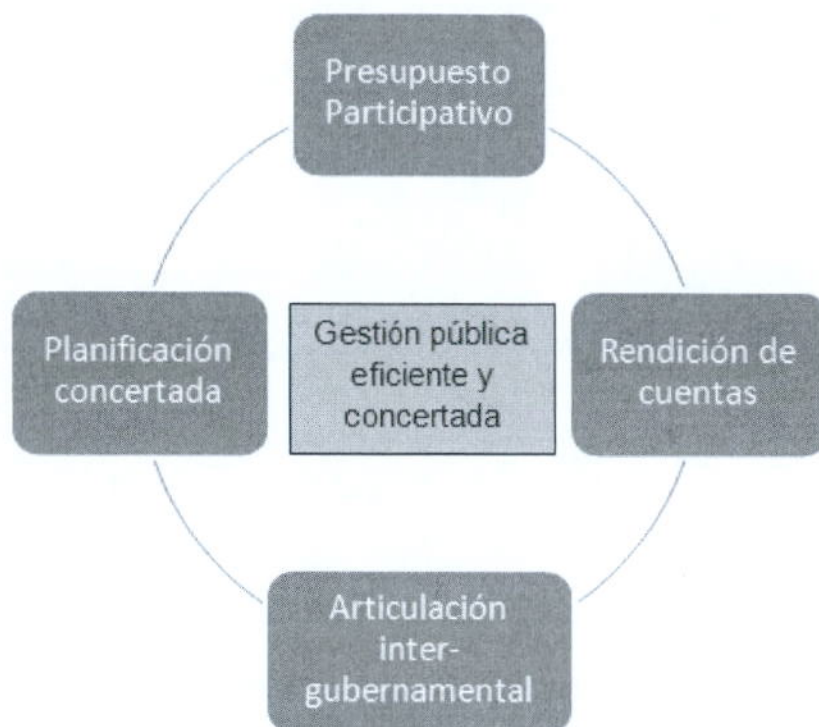 Presupuesto
Participativo
Planificación
concertada
Gestión pública
eficiente y
concertada
Rendición de
cuentas
Articulación
inter-
gubernamental